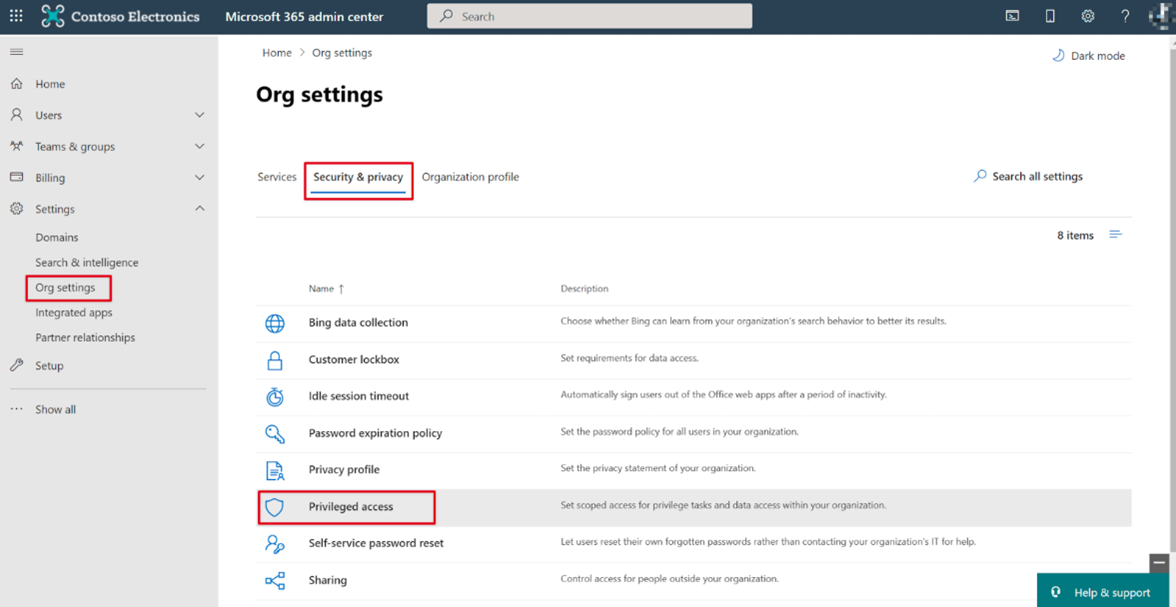 Contoso Electronics Microsoft 365 admin center Search ?
Home > Org settings Dark mode
Org settings
Home
Users
Teams & groups
Billing
Settings
Domains
Search & intelligence
Org settings
Integrated apps
Partner relationships
Setup
Show all
Services Security & privacy Organization profile Search all settings
8 items
Name ↑ Description
Bing data collection Choose whether Bing can learn from your organization's search behavior to better its results.
Customer lockbox Set requirements for data access.
Idle session timeout Automatically sign users out of the Office web apps after a period of inactivity.
Password expiration policy Set the password policy for all users in your organization.
Privacy profile Set the privacy statement of your organization.
Privileged access Set scoped access for privilege tasks and data access within your organization.
Self-service password reset Let users reset their own forgotten passwords rather than contacting your organization's IT for help.
Sharing Control access for people outside your organization.
Help & support